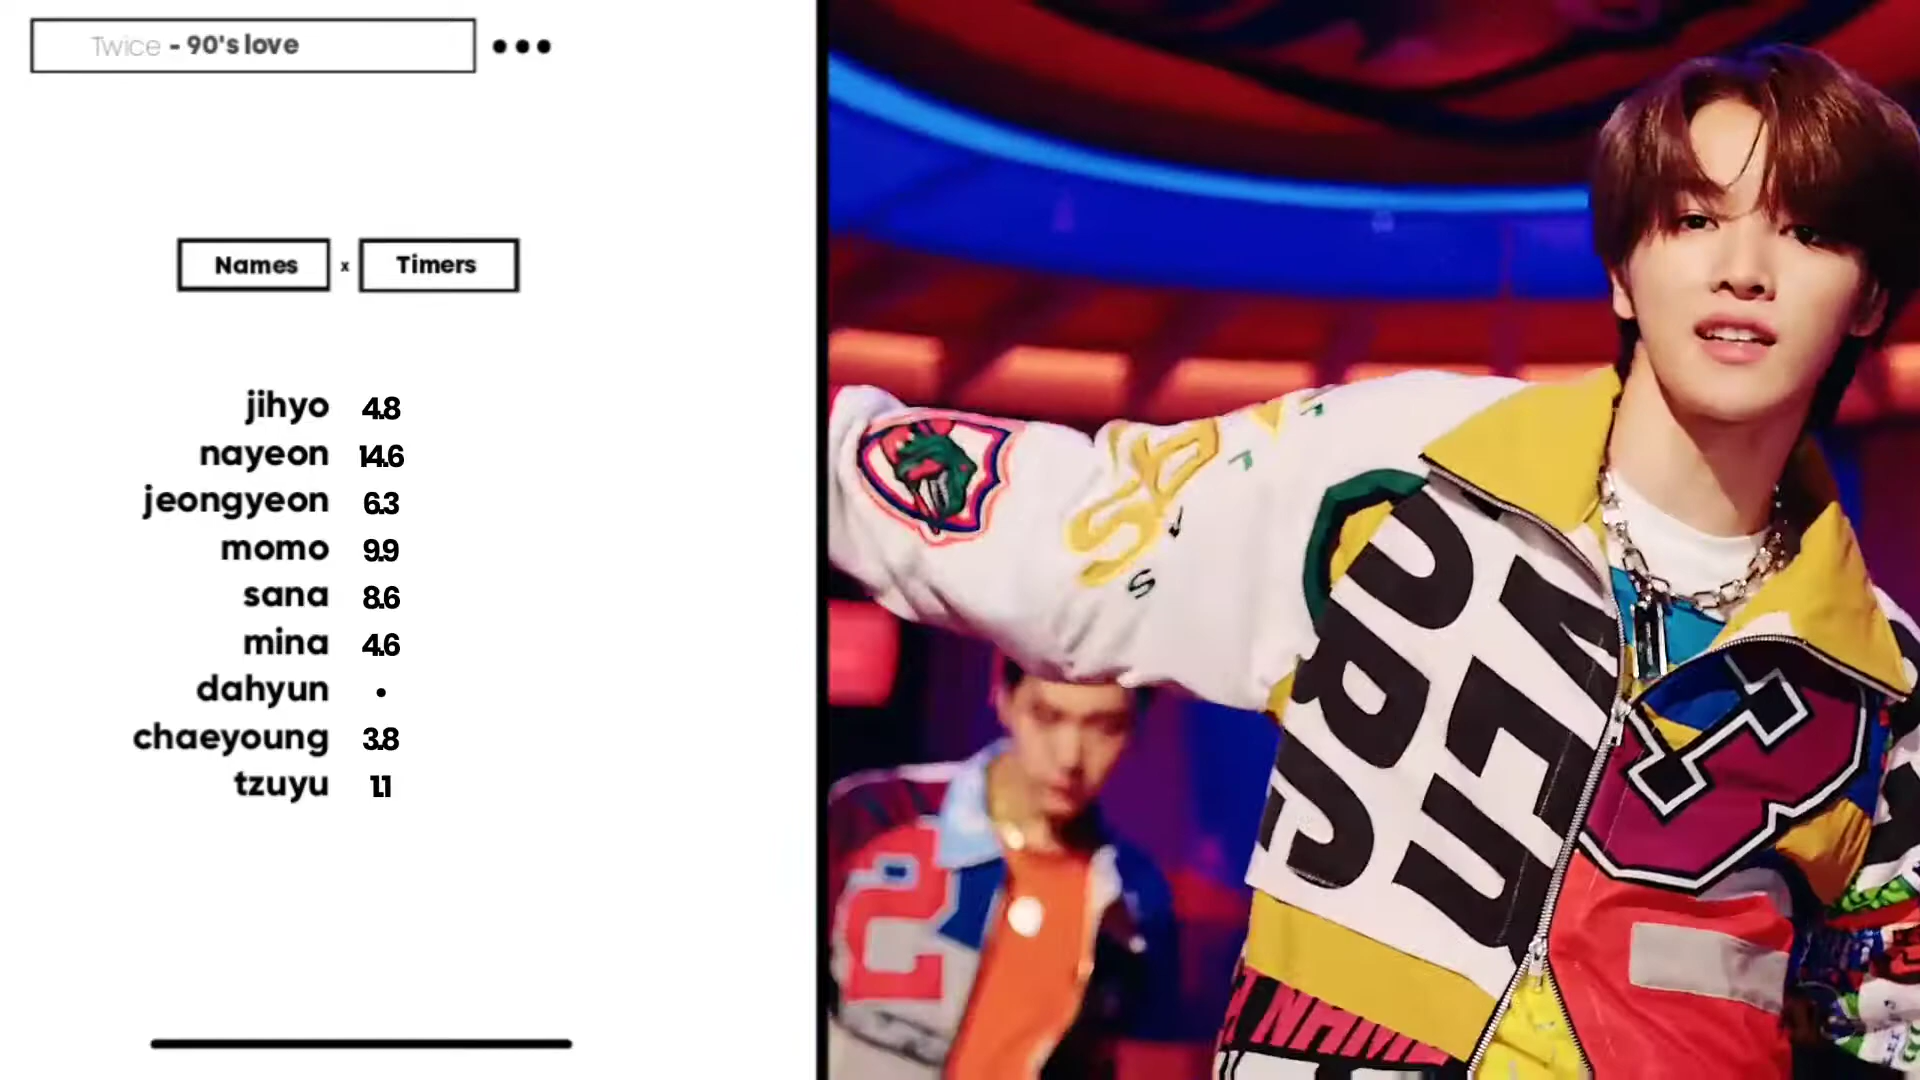 Twice - 90's love
Names x Timers
jihyo 4.8
nayeon 14.6
jeongyeon 6.3
momo 9.9
sana 8.6
mina 4.6
dahyun •
chaeyoung 3.8
tzuyu 1.1